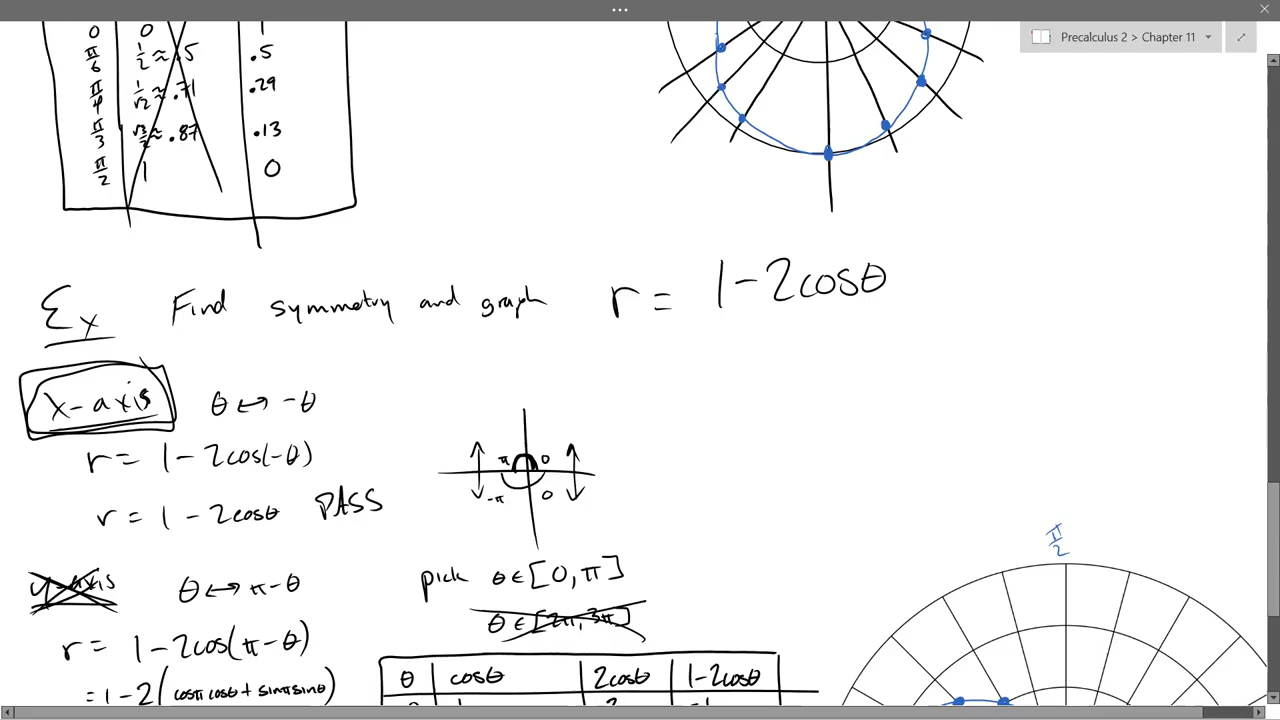 Precalculus 2 > Chapter 11
0 0 1
π/6 1/2 ≈ .5 .5
π/4 1/√2 ≈ .71 .29
π/3 √3/2 ≈ .87 .13
π/2 1 0
Ex Find symmetry and graph r = 1-2cosθ
x-axis θ ↔ -θ
r = 1-2cos(-θ)
π 0
-π 0
r = 1-2cosθ PASS
π/2
y-axis θ ↔ π-θ
pick θ∈[0,π]
θ∈[2π,3π]
r = 1-2cos(π-θ)
θ cosθ 2cosθ 1-2cosθ
= 1-2(cosπ cosθ + sinπ sinθ)